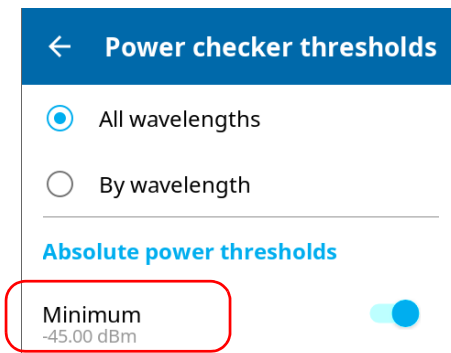 Power checker thresholds
All wavelengths
By wavelength
Absolute power thresholds
Minimum
-45.00 dBm